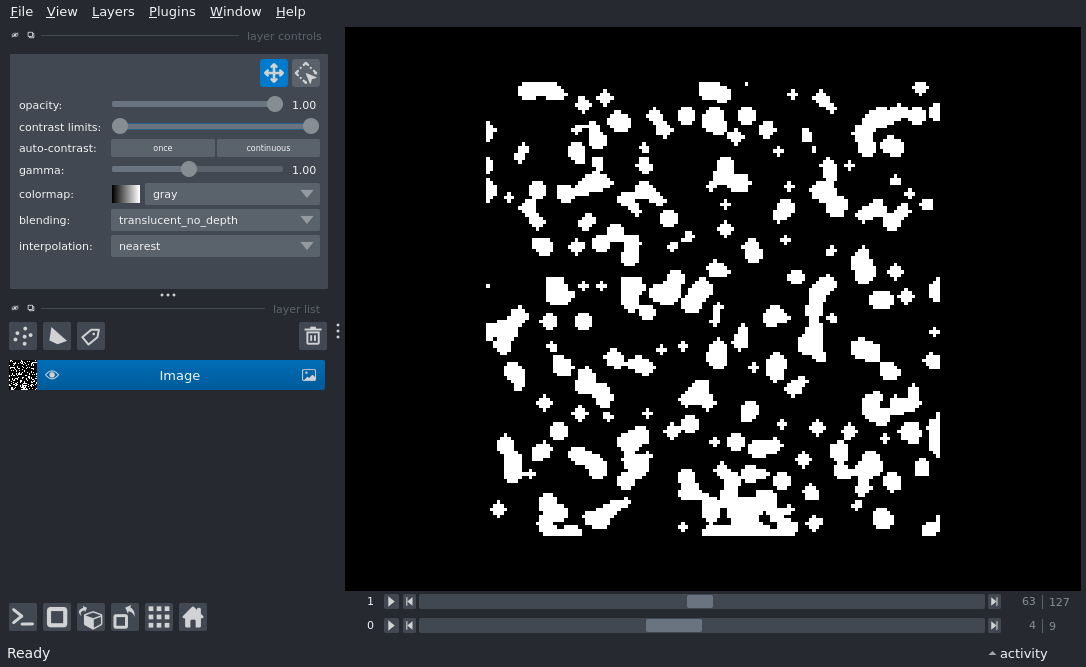 File View Layers Plugins Window Help
layer controls
opacity: 1.00
contrast limits:
auto-contrast: once continuous
gamma: 1.00
colormap: gray
blending: translucent_no_depth
interpolation: nearest
layer list
Image
1 63 127
0 4 9
Ready activity